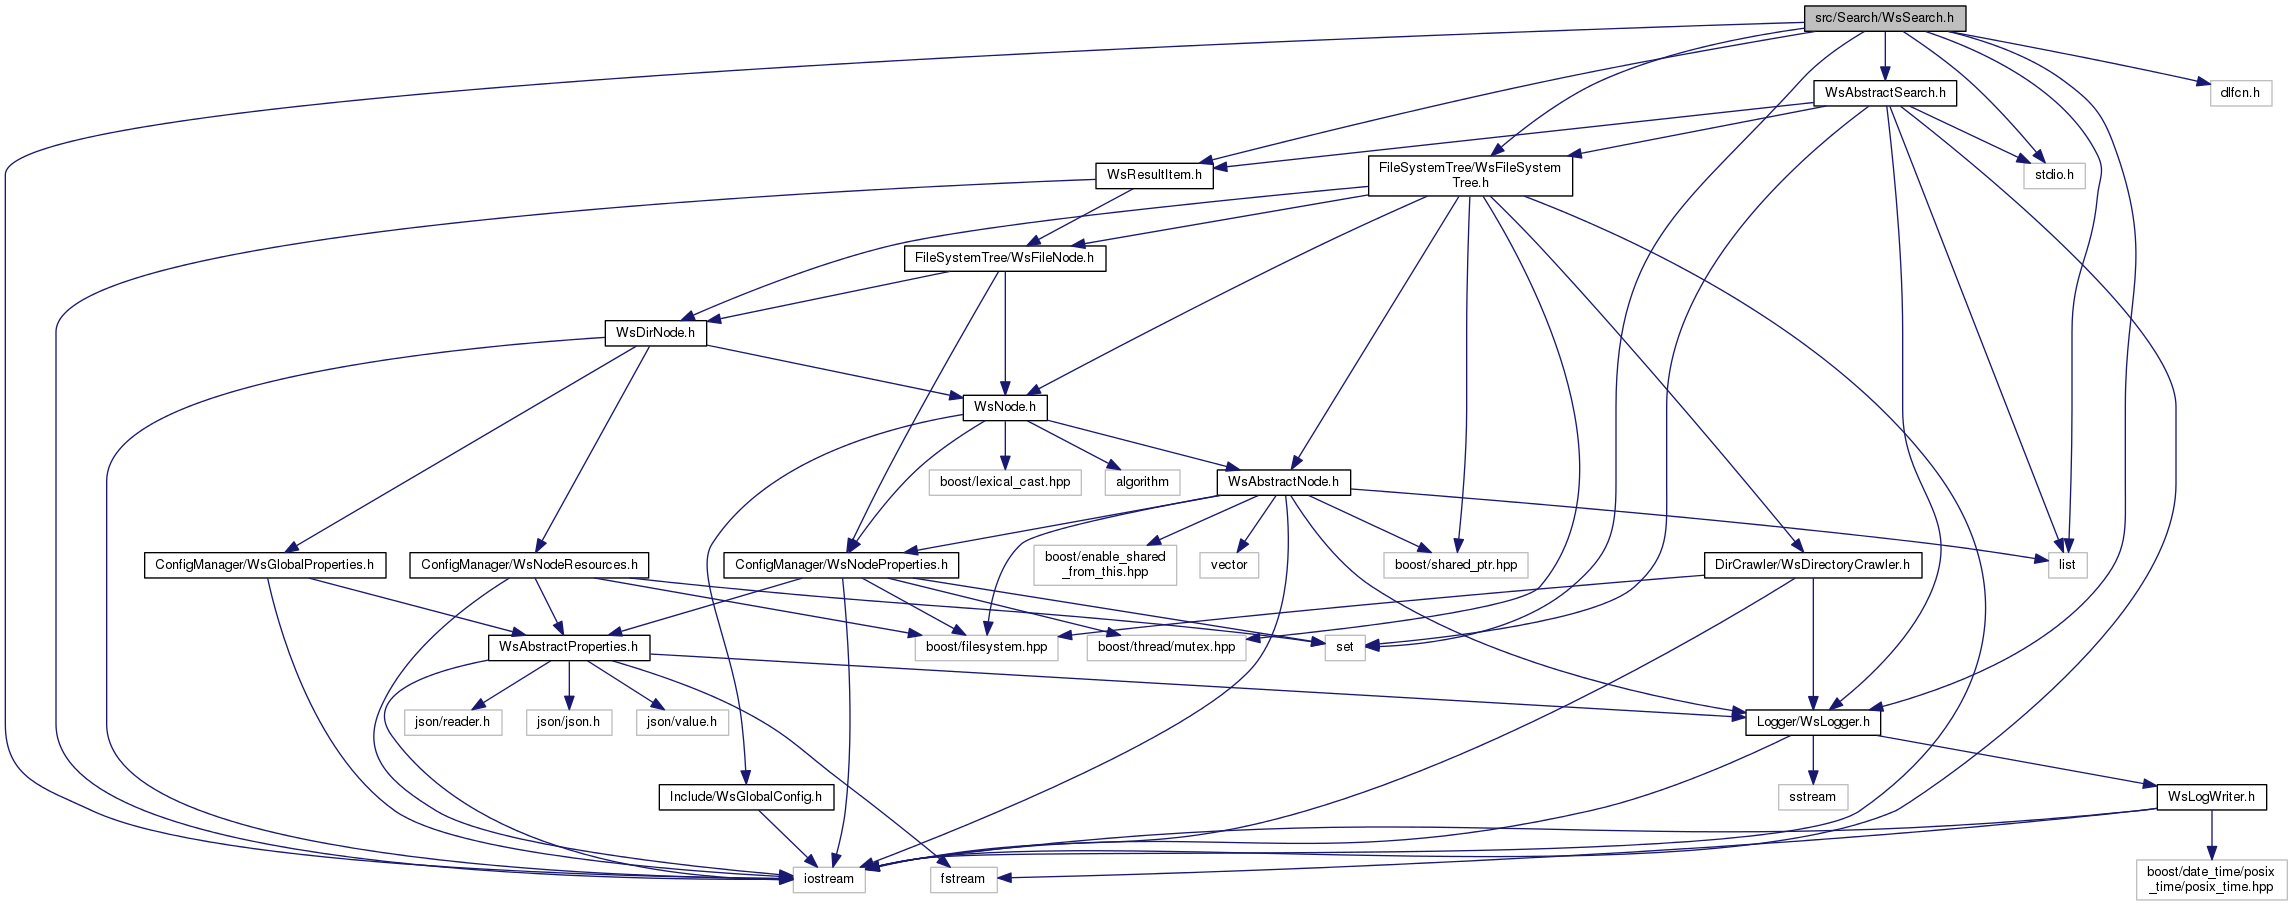 src/Search/WsSearch.h
WsAbstractSearch.h
dlfcn.h
WsResultItem.h
FileSystemTree/WsFileSystem
Tree.h
stdio.h
FileSystemTree/WsFileNode.h
WsDirNode.h
WsNode.h
boost/lexical_cast.hpp
algorithm
WsAbstractNode.h
ConfigManager/WsGlobalProperties.h
ConfigManager/WsNodeResources.h
ConfigManager/WsNodeProperties.h
boost/enable_shared
_from_this.hpp
vector
boost/shared_ptr.hpp
DirCrawler/WsDirectoryCrawler.h
list
WsAbstractProperties.h
boost/filesystem.hpp
boost/thread/mutex.hpp
set
json/reader.h
json/json.h
json/value.h
Logger/WsLogger.h
Include/WsGlobalConfig.h
sstream
WsLogWriter.h
iostream
fstream
boost/date_time/posix
_time/posix_time.hpp